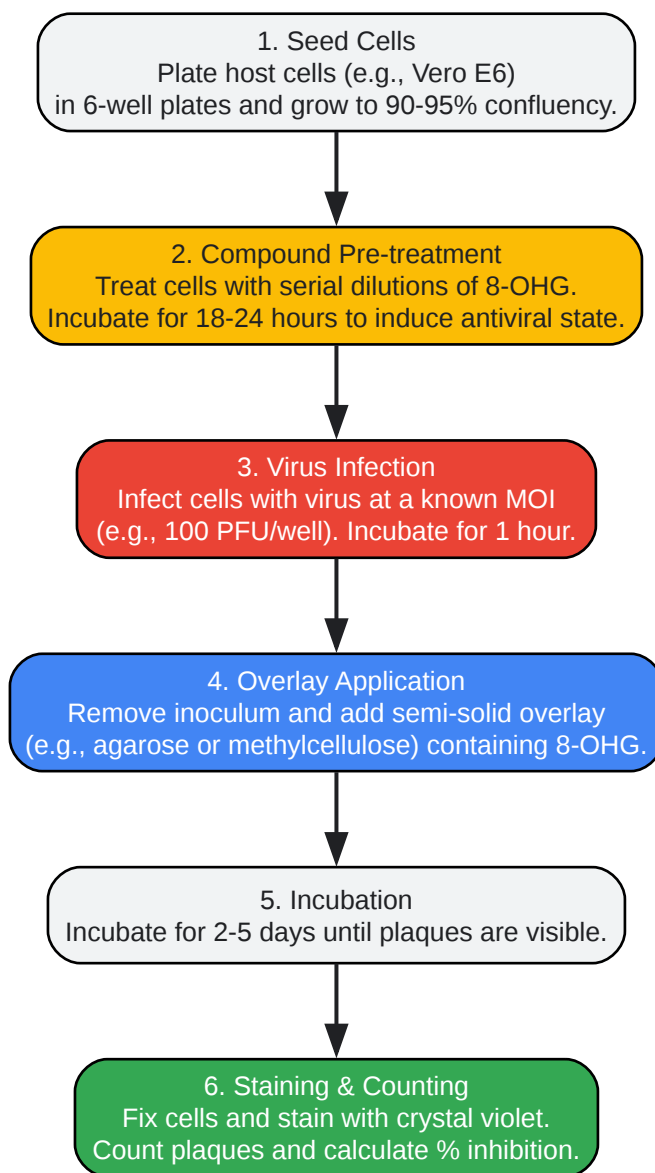 1. Seed Cells
Plate host cells (e.g., Vero E6)
in 6-well plates and grow to 90-95% confluency.
2. Compound Pre-treatment
Treat cells with serial dilutions of 8-OHG.
Incubate for 18-24 hours to induce antiviral state.
3. Virus Infection
Infect cells with virus at a known MOI
(e.g., 100 PFU/well). Incubate for 1 hour.
4. Overlay Application
Remove inoculum and add semi-solid overlay
(e.g., agarose or methylcellulose) containing 8-OHG.
5. Incubation
Incubate for 2-5 days until plaques are visible.
6. Staining & Counting
Fix cells and stain with crystal violet.
Count plaques and calculate % inhibition.